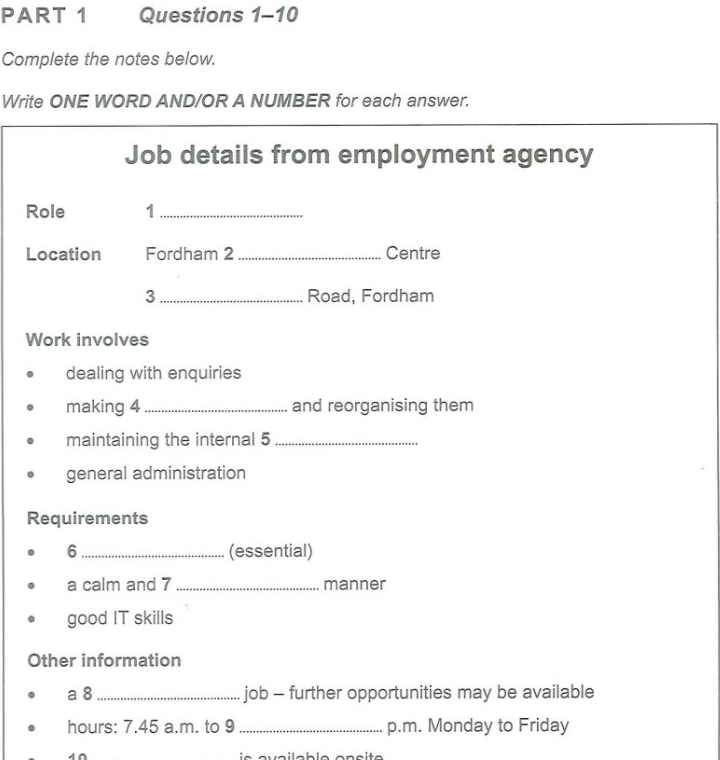 PART 1 Questions 1–10
Complete the notes below.
Write ONE WORD AND/OR A NUMBER for each answer.
Job details from employment agency
Role 1 ..............................
Location Fordham 2 .............................. Centre
3 .............................. Road, Fordham
Work involves
• dealing with enquiries
• making 4 .............................. and reorganising them
• maintaining the internal 5 ..............................
• general administration
Requirements
• 6 .............................. (essential)
• a calm and 7 .............................. manner
• good IT skills
Other information
• a 8 .............................. job – further opportunities may be available
• hours: 7.45 a.m. to 9 .............................. p.m. Monday to Friday
• 10 .............................. is available onsite